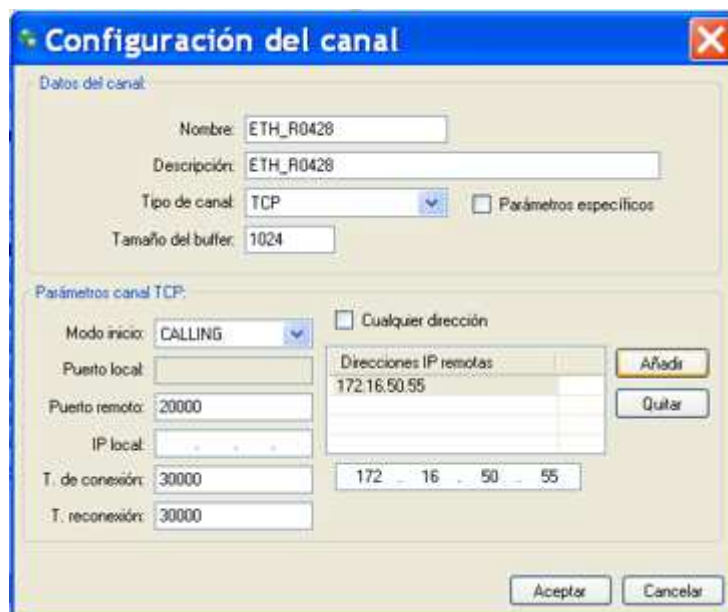 Configuración del canal
Datos del canal:
Nombre: ETH_R0428
Descripción: ETH_R0428
Tipo de canal: TCP Parámetros específicos
Tamaño del buffer: 1024
Parámetros canal TCP:
Modo inicio: CALLING
Puerto local:
Puerto remoto: 20000
IP local: . . .
T. de conexión: 30000
T. reconexión: 30000
Cualquier dirección
Direcciones IP remotas
172.16.50.55
172 . 16 . 50 . 55
Añadir
Quitar
Aceptar Cancelar